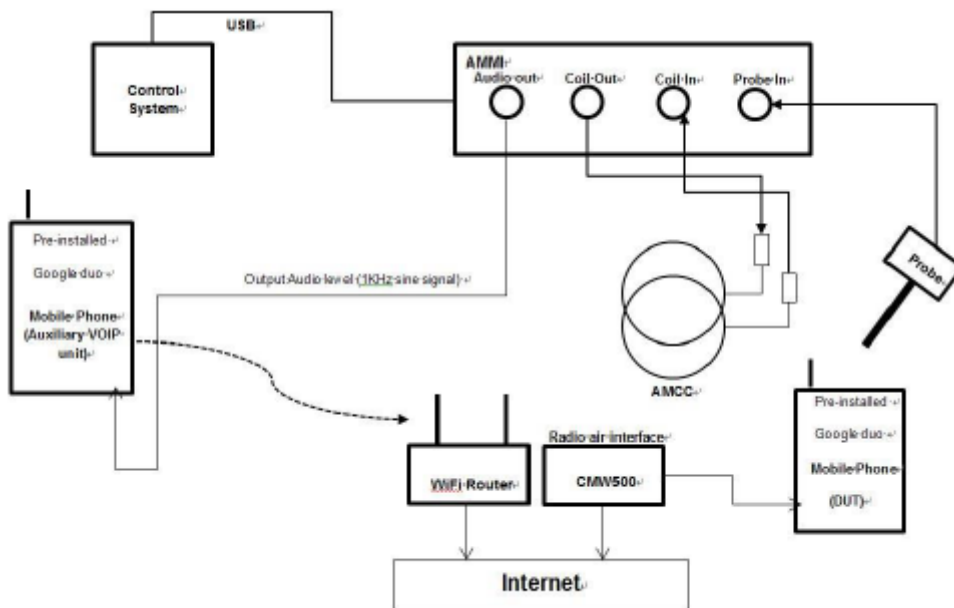 USB
Control
System
AMMI
Audio out
Coil Out
Coil In
Probe In
Pre-installed
Google duo
Mobile Phone
(Auxiliary VOIP
unit)
Output Audio level (1KHz sine signal)
Probe
AMCC
Pre-installed
Google duo
Mobile Phone
(DUT)
Radio air interface
WiFi Router
CMW500
Internet